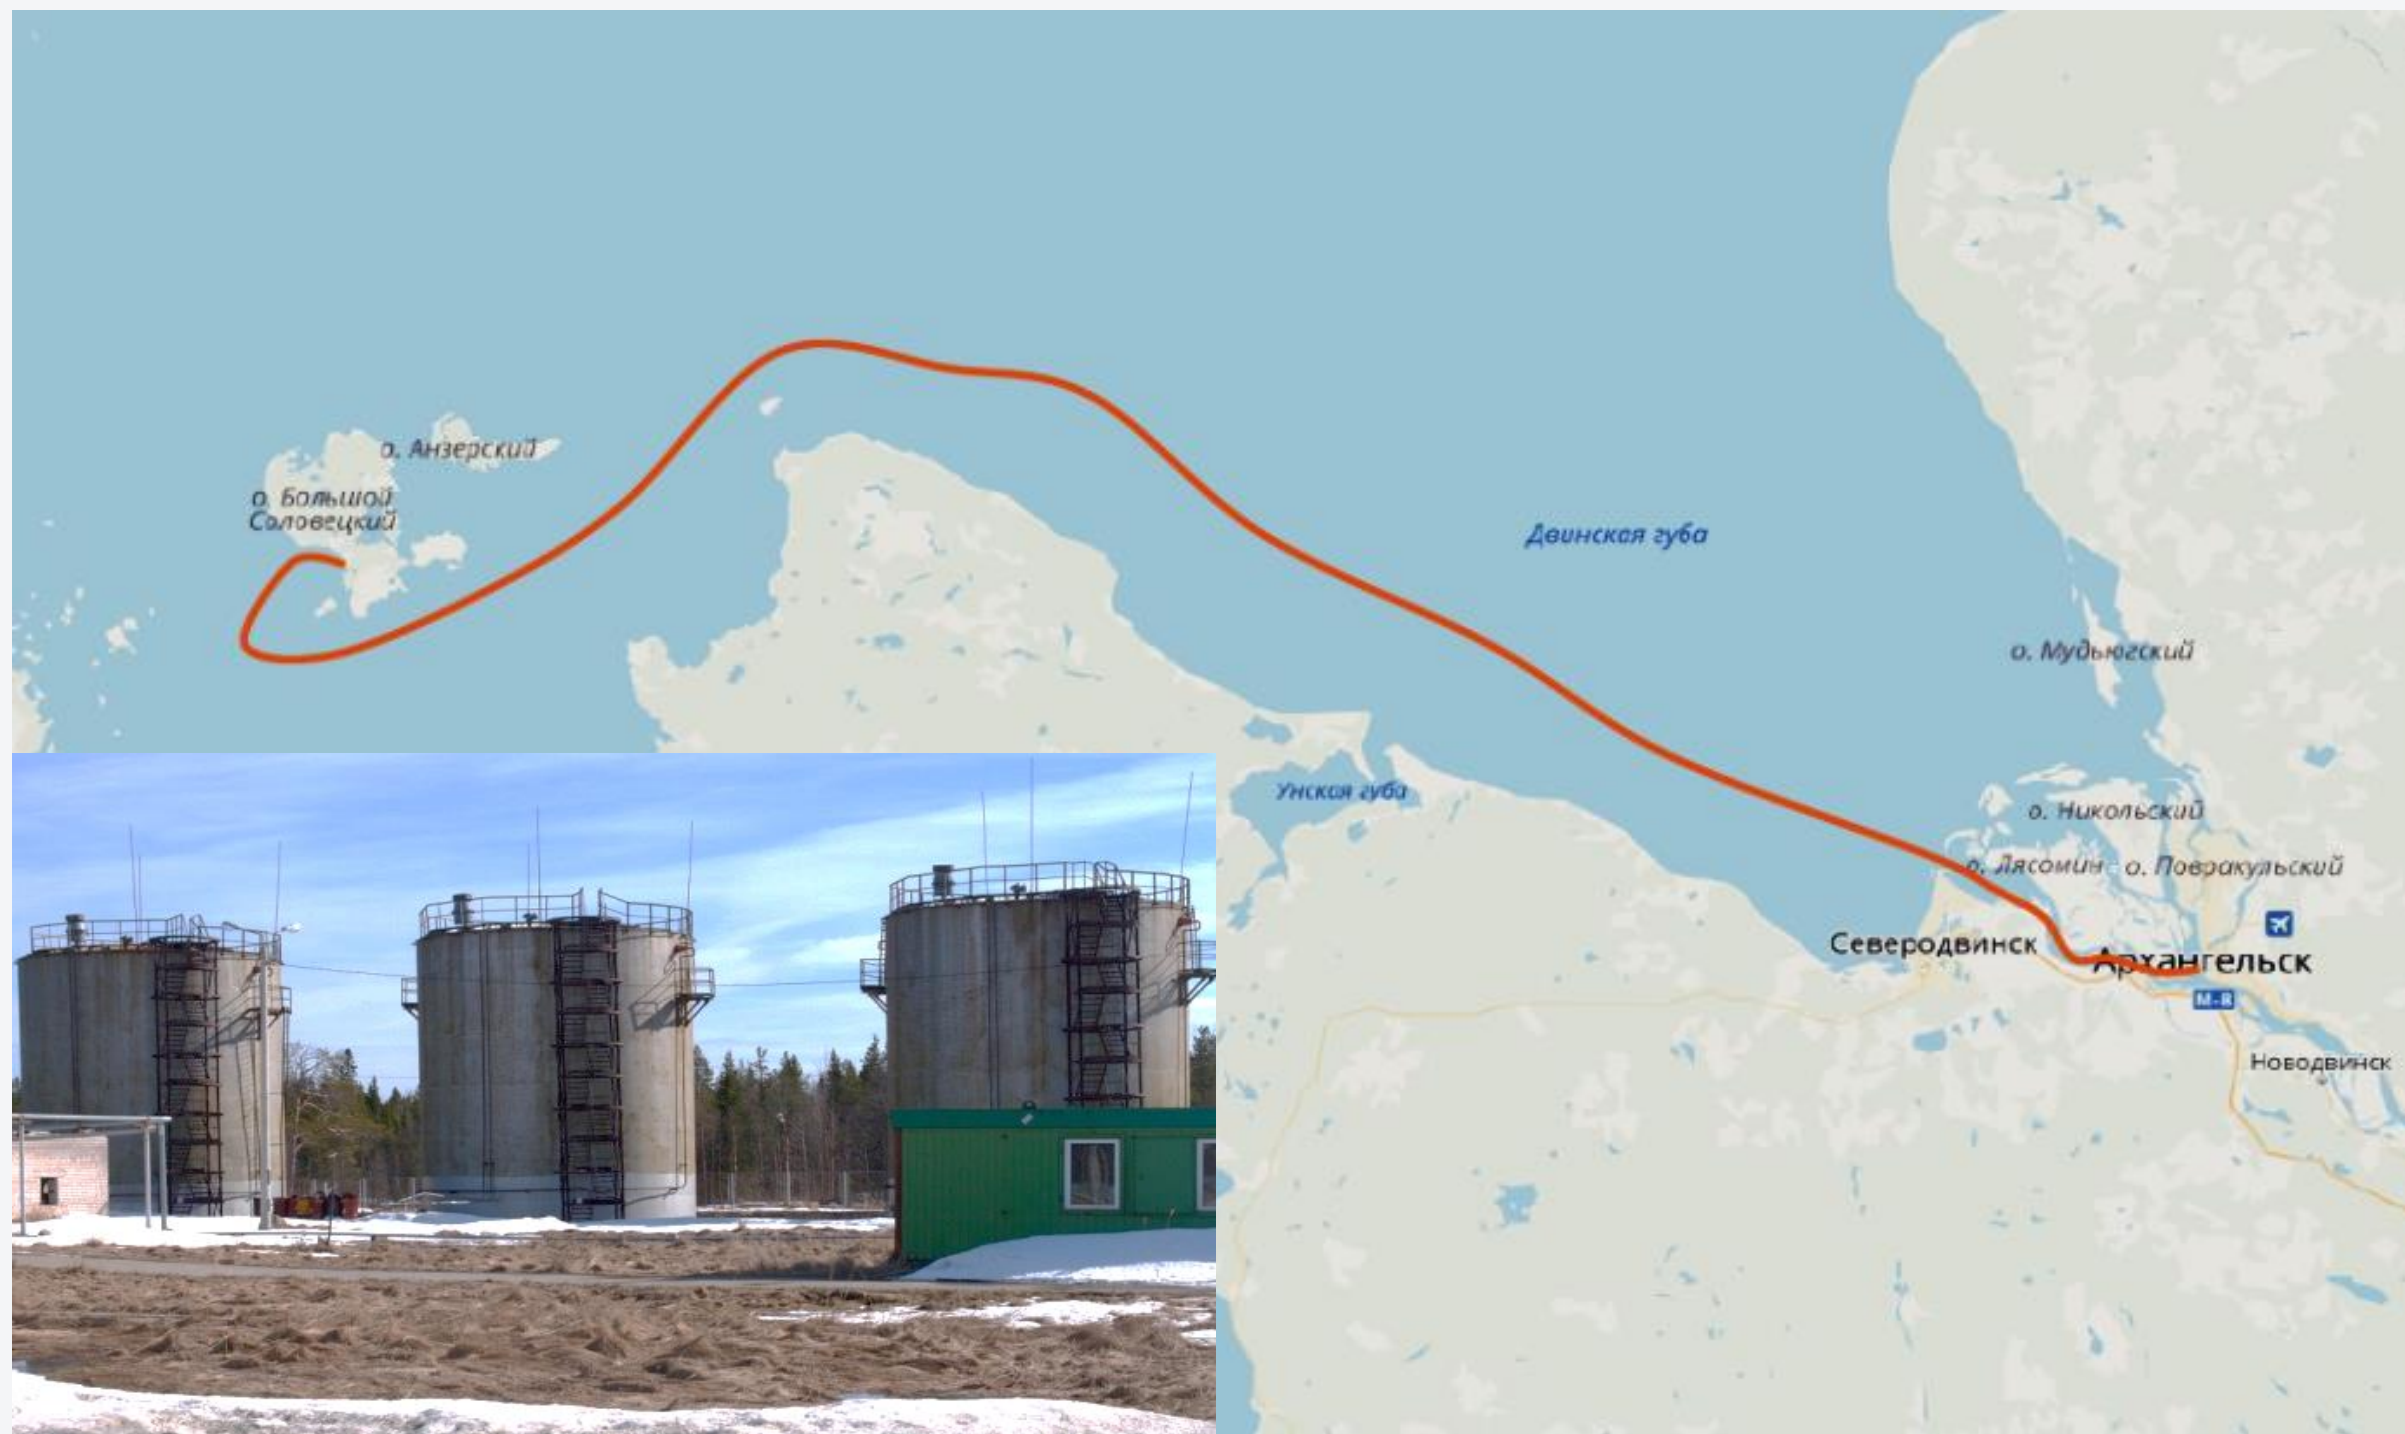 о. Анзерский
о. Большой
Соловецкий
Двинская губа
о. Мудьюгский
Унская губа
о. Никольский
о. Лясомин
о. Повракульский
Северодвинск
Архангельск
М-8
Новодвинск